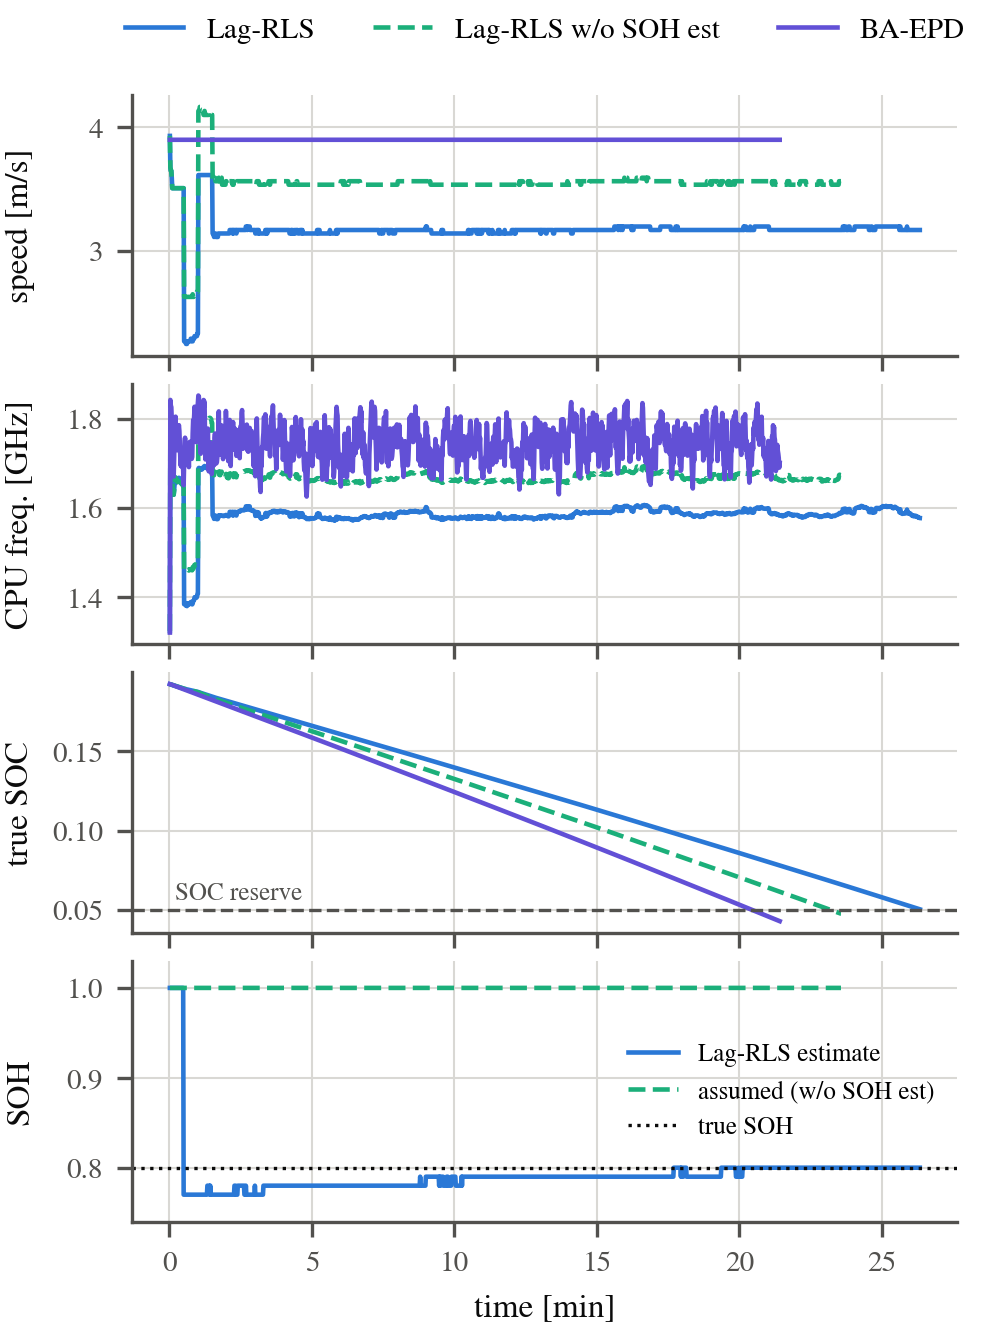 Lag-RLS Lag-RLS w/o SOH est BA-EPD
speed [m/s]
4
3
CPU freq. [GHz]
1.8
1.6
1.4
true SOC
0.15
0.10
0.05
SOC reserve
SOH
1.0
0.9
0.8
Lag-RLS estimate
assumed (w/o SOH est)
true SOH
0 5 10 15 20 25
time [min]